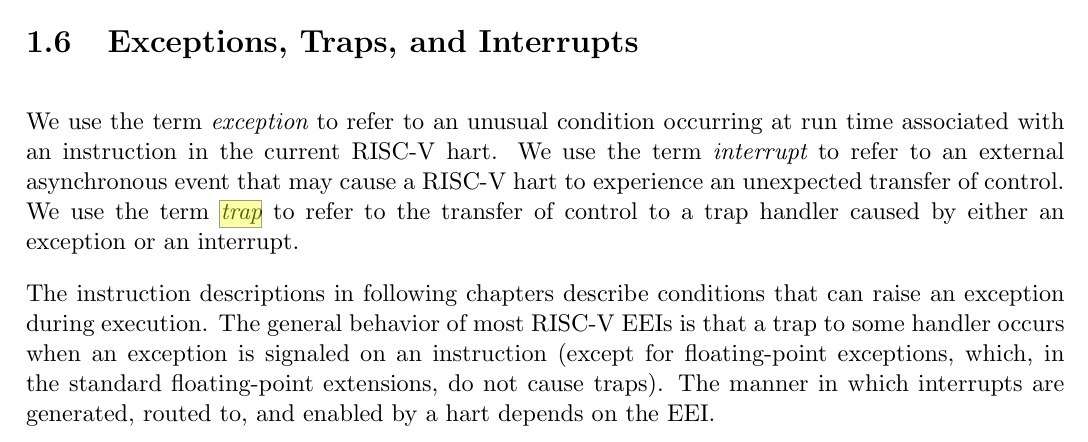 1.6 Exceptions, Traps, and Interrupts
We use the term exception to refer to an unusual condition occurring at run time associated with
an instruction in the current RISC-V hart. We use the term interrupt to refer to an external
asynchronous event that may cause a RISC-V hart to experience an unexpected transfer of control.
We use the term trap to refer to the transfer of control to a trap handler caused by either an
exception or an interrupt.
The instruction descriptions in following chapters describe conditions that can raise an exception
during execution. The general behavior of most RISC-V EEIs is that a trap to some handler occurs
when an exception is signaled on an instruction (except for floating-point exceptions, which, in
the standard floating-point extensions, do not cause traps). The manner in which interrupts are
generated, routed to, and enabled by a hart depends on the EEI.